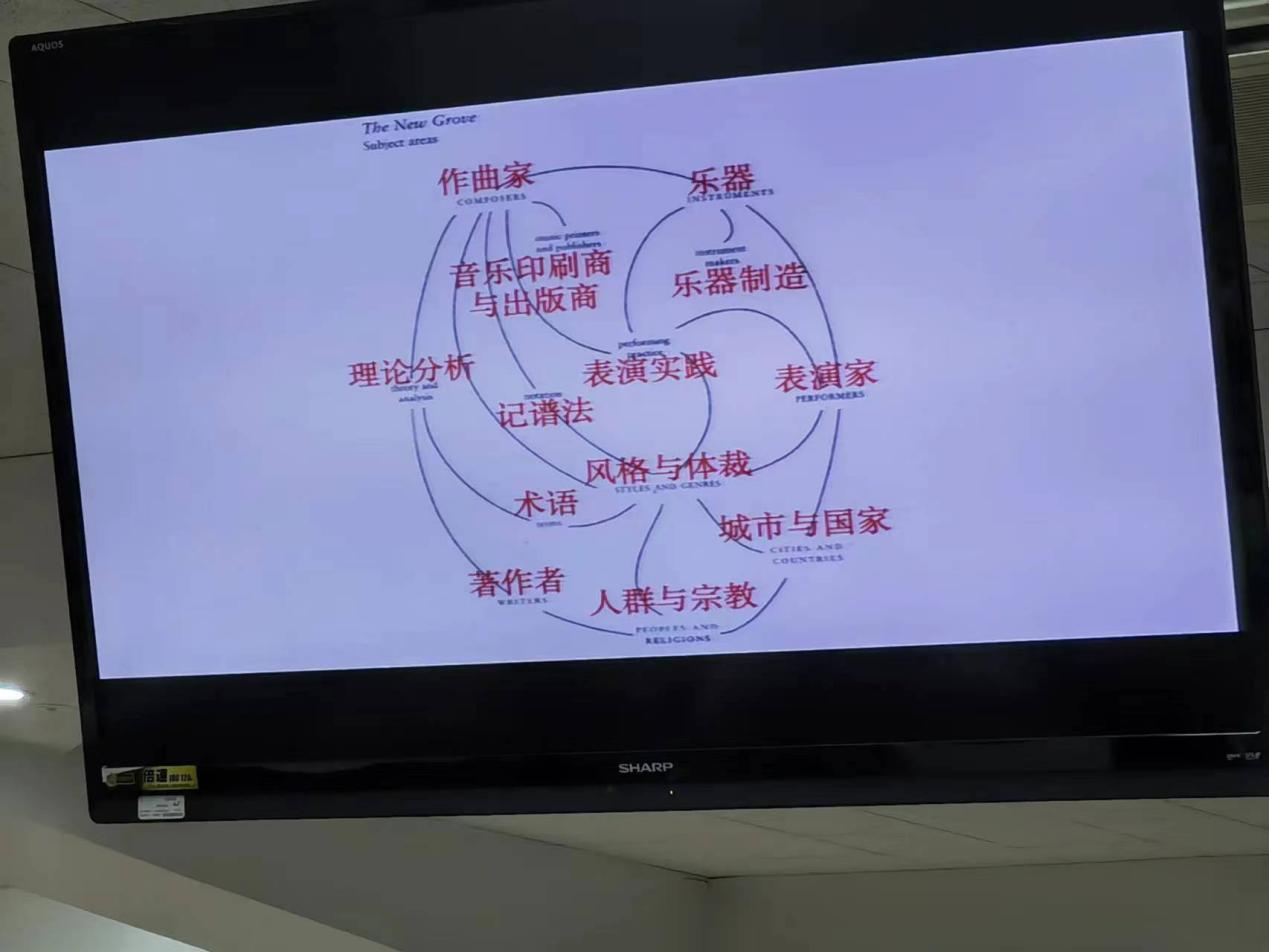 AQUOS
The New Grove
Subject areas
作曲家
COMPOSERS
乐器
INSTRUMENTS
music printers
and publishers
音乐印刷商
与出版商
instrument
makers
乐器制造
performing
practice
表演实践
理论分析
theory and
analysis
表演家
PERFORMERS
notation
记谱法
风格与体裁
STYLES AND GENRES
术语
terms
城市与国家
CITIES AND
COUNTRIES
著作者
WRITERS
人群与宗教
PEOPLES AND
RELIGIONS
SHARP
倍速